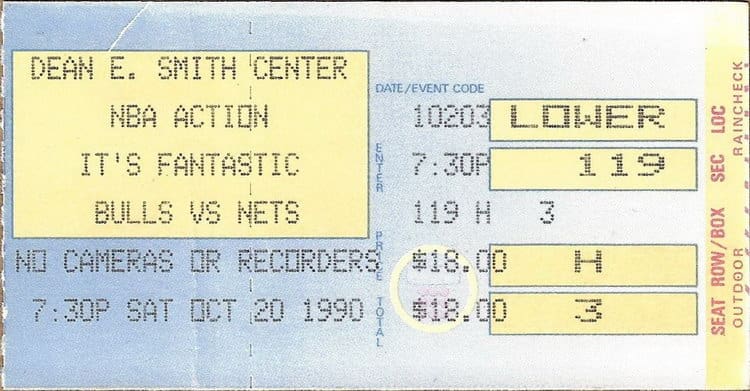 DEAN E. SMITH CENTER
NBA ACTION
IT'S FANTASTIC
BULLS VS NETS
NO CAMERAS OR RECORDERS
7:30P SAT OCT 20 1990
DATE/EVENT CODE
10203
ENTER
7:30P
119 H 3
PRICE
$18.00
TOTAL
$18.00
LOWER
119
H
3
SEAT ROW/BOX SEC LOC
OUTDOOR RAINCHECK